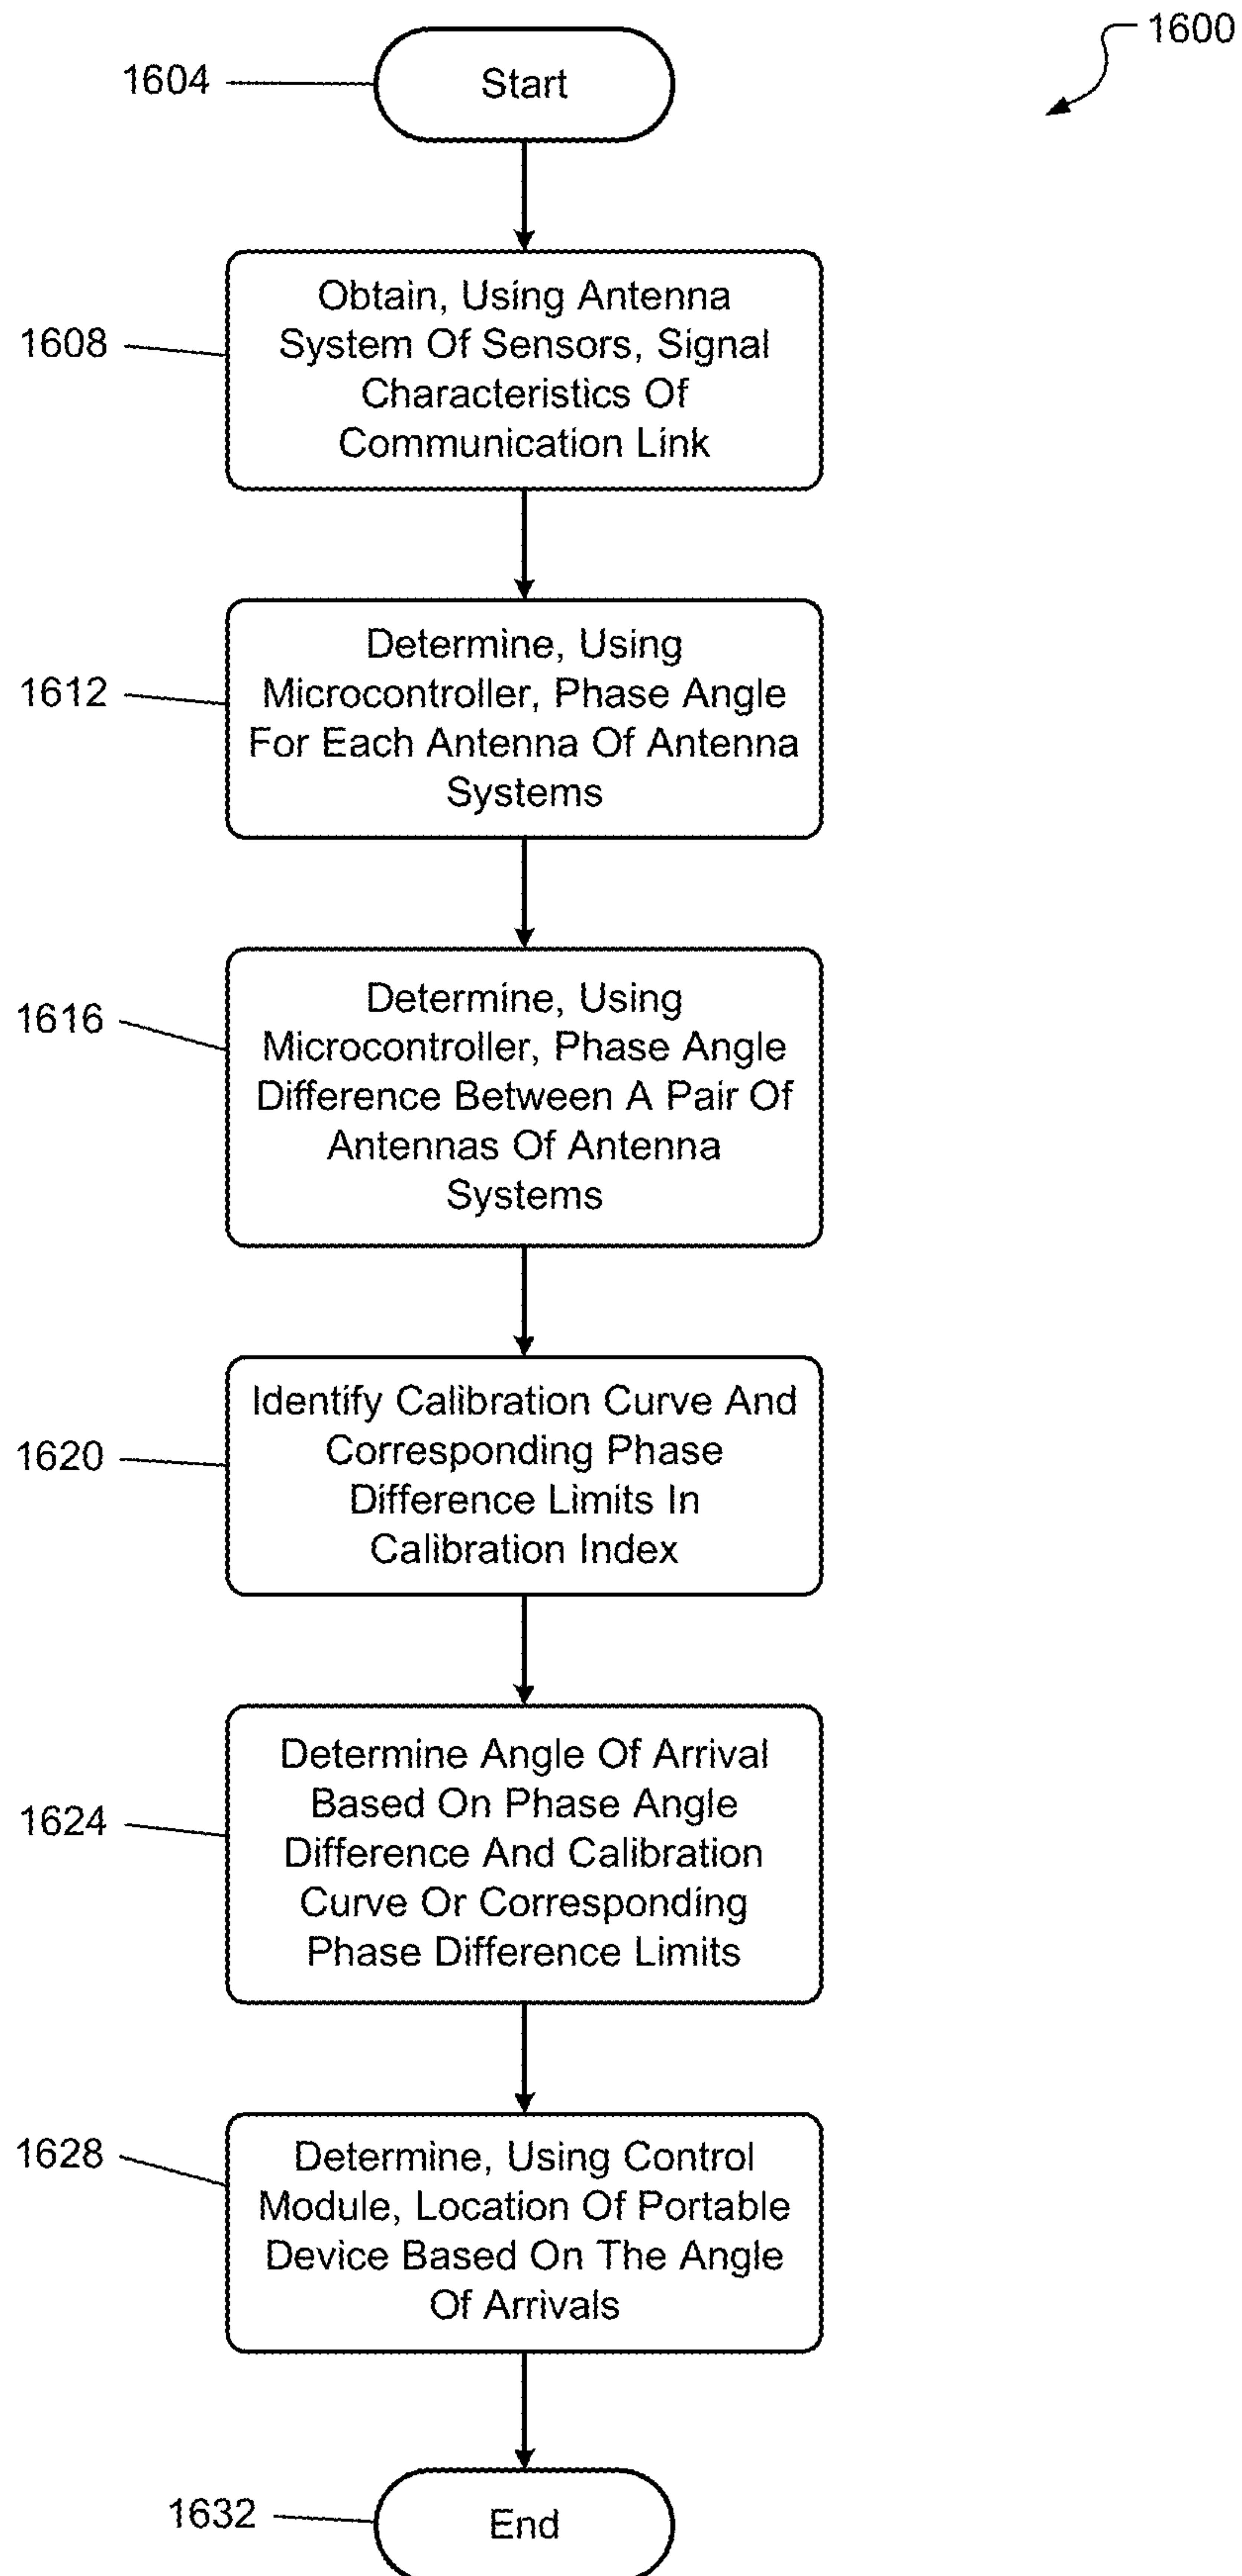 1600
1604
Start
1608
Obtain, Using Antenna
System Of Sensors, Signal
Characteristics Of
Communication Link
1612
Determine, Using
Microcontroller, Phase Angle
For Each Antenna Of Antenna
Systems
1616
Determine, Using
Microcontroller, Phase Angle
Difference Between A Pair Of
Antennas Of Antenna
Systems
1620
Identify Calibration Curve And
Corresponding Phase
Difference Limits In
Calibration Index
1624
Determine Angle Of Arrival
Based On Phase Angle
Difference And Calibration
Curve Or Corresponding
Phase Difference Limits
1628
Determine, Using Control
Module, Location Of Portable
Device Based On The Angle
Of Arrivals
1632
End